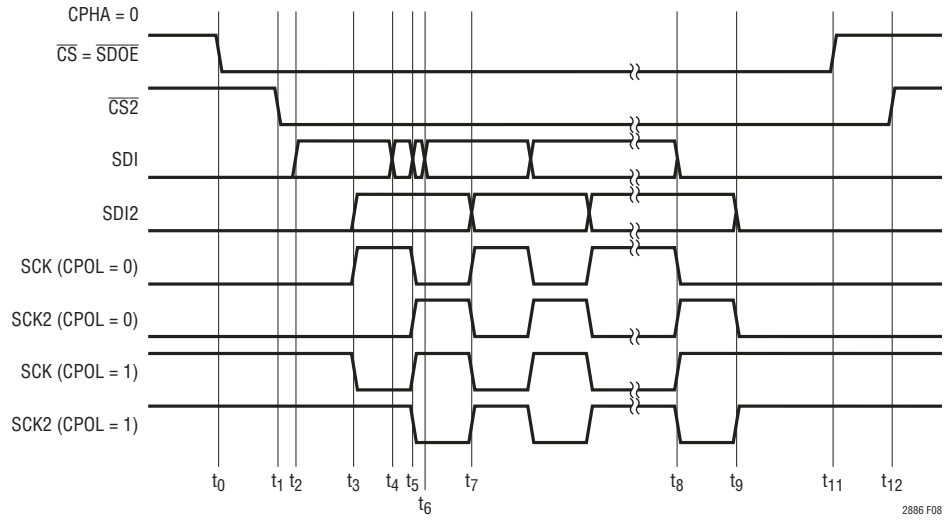 CPHA = 0
CS = SDOE
CS2
SDI
SDI2
SCK (CPOL = 0)
SCK2 (CPOL = 0)
SCK (CPOL = 1)
SCK2 (CPOL = 1)
t0 t1 t2 t3 t4 t5 t6 t7 t8 t9 t11 t12
2886 F08